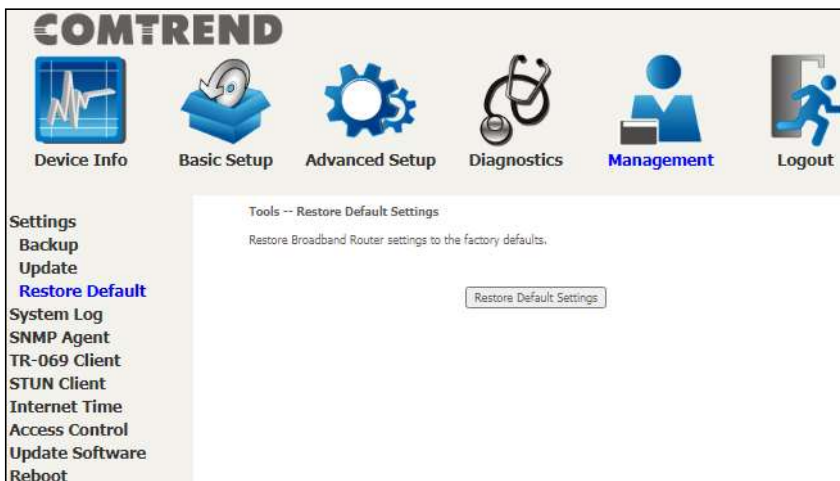 COMTREND
Device Info
Basic Setup
Advanced Setup
Diagnostics
Management
Logout
Settings
Backup
Update
Restore Default
System Log
SNMP Agent
TR-069 Client
STUN Client
Internet Time
Access Control
Update Software
Reboot
Tools -- Restore Default Settings
Restore Broadband Router settings to the factory defaults.
Restore Default Settings